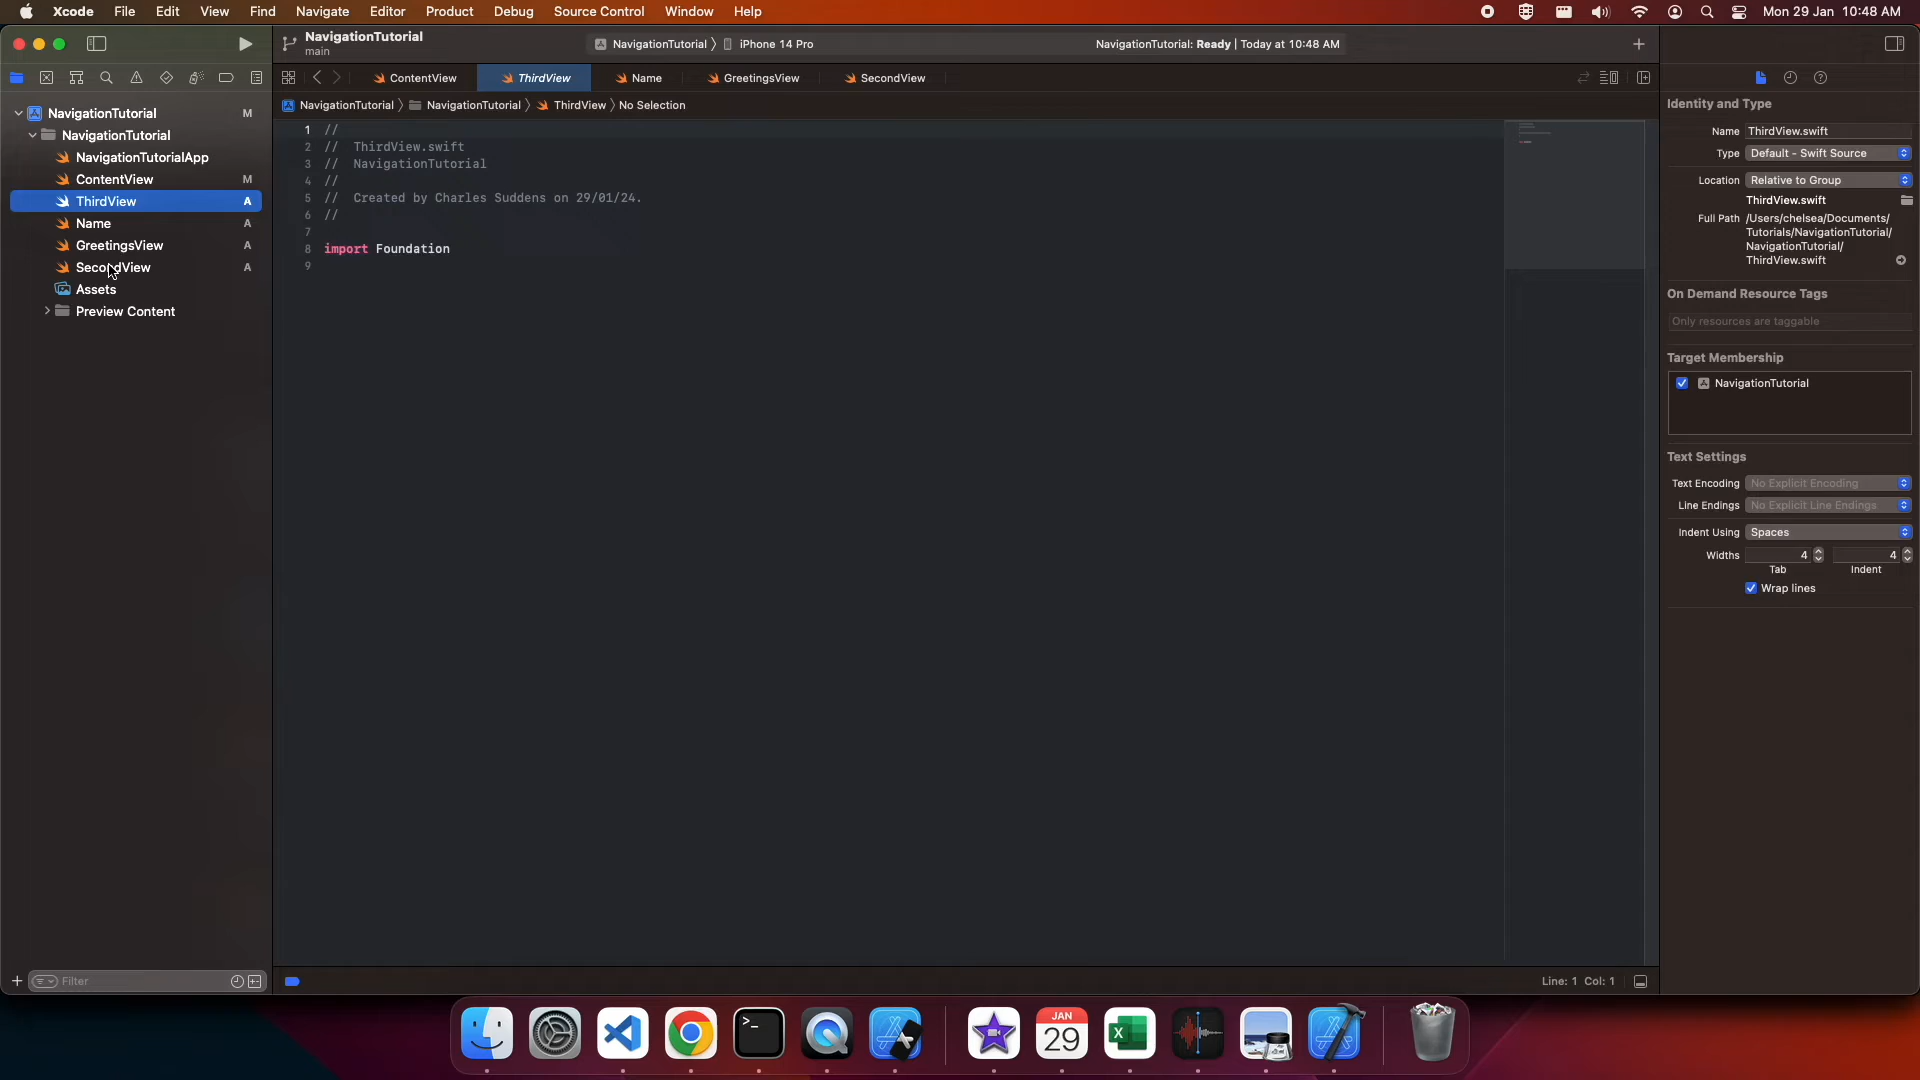 Xcode File Edit View Find Navigate Editor Product Debug Source Control Window Help Mon 29 Jan 10:48 AM
NavigationTutorial
main
NavigationTutorial iPhone 14 Pro
NavigationTutorial: Ready | Today at 10:48 AM
ContentView
ThirdView
Name
GreetingsView
SecondView
NavigationTutorial NavigationTutorial ThirdView No Selection
NavigationTutorial M
NavigationTutorial
NavigationTutorialApp
ContentView M
ThirdView A
Name A
GreetingsView A
SecondView A
Assets
Preview Content
Filter
1 //
2 // ThirdView.swift
3 // NavigationTutorial
4 //
5 // Created by Charles Suddens on 29/01/24.
6 //
7
8 import Foundation
9
Line: 1 Col: 1
Identity and Type
Name ThirdView.swift
Type Default - Swift Source
Location Relative to Group
ThirdView.swift
Full Path /Users/chelsea/Documents/
Tutorials/NavigationTutorial/
NavigationTutorial/
ThirdView.swift
On Demand Resource Tags
Only resources are taggable
Target Membership
NavigationTutorial
Text Settings
Text Encoding No Explicit Encoding
Line Endings No Explicit Line Endings
Indent Using Spaces
Widths 4 4
Tab Indent
Wrap lines
JAN
29